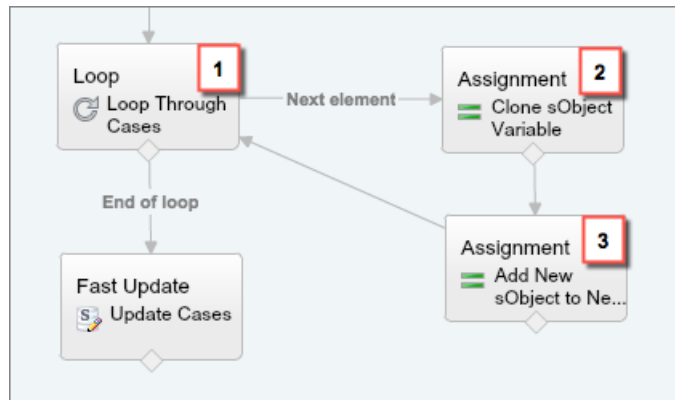 Loop
1
Loop Through
Cases
Next element
Assignment
2
Clone sObject
Variable
End of loop
Assignment
3
Add New
sObject to Ne...
Fast Update
Update Cases